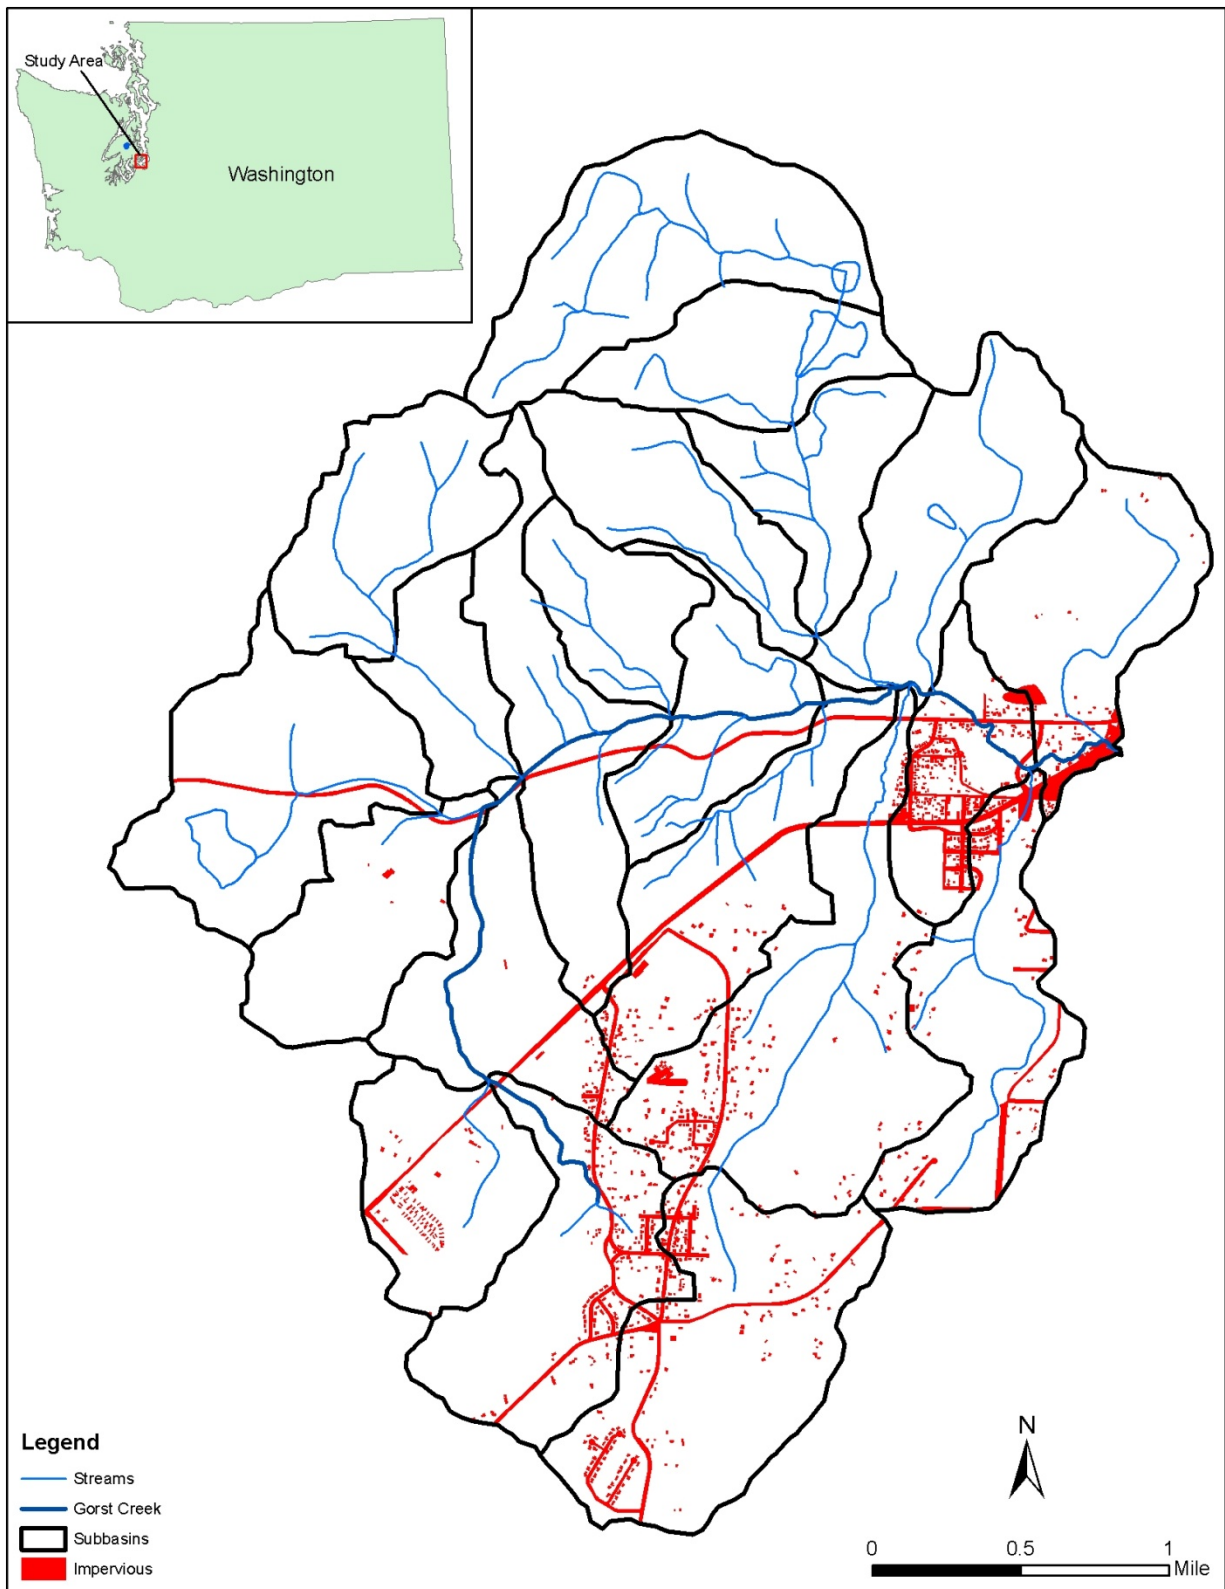 Study Area
Washington
Legend
Streams
Gorst Creek
Subbasins
Impervious
N
0 0.5 1
Mile